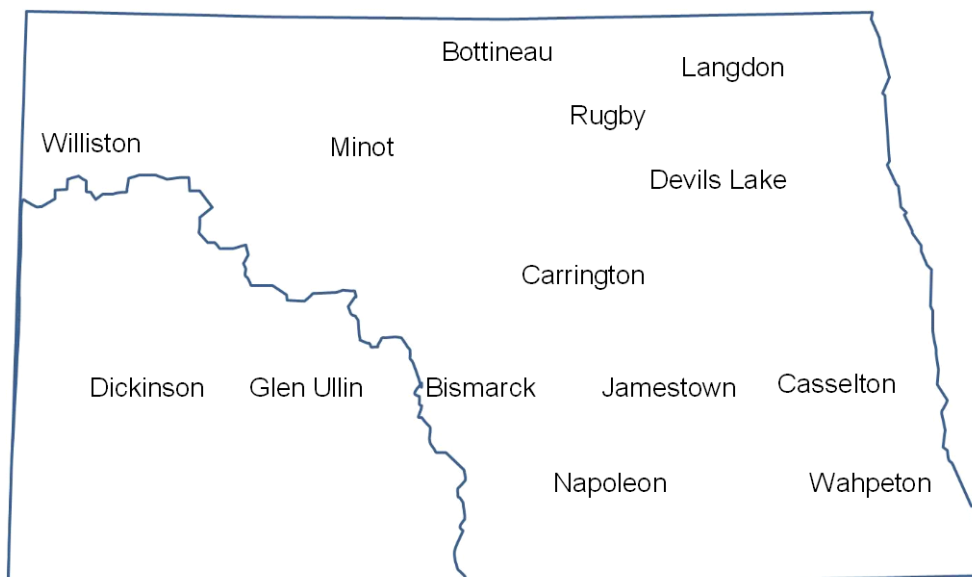 Bottineau
Langdon
Rugby
Williston
Minot
Devils Lake
Carrington
Dickinson
Glen Ullin
Bismarck
Jamestown
Casselton
Napoleon
Wahpeton